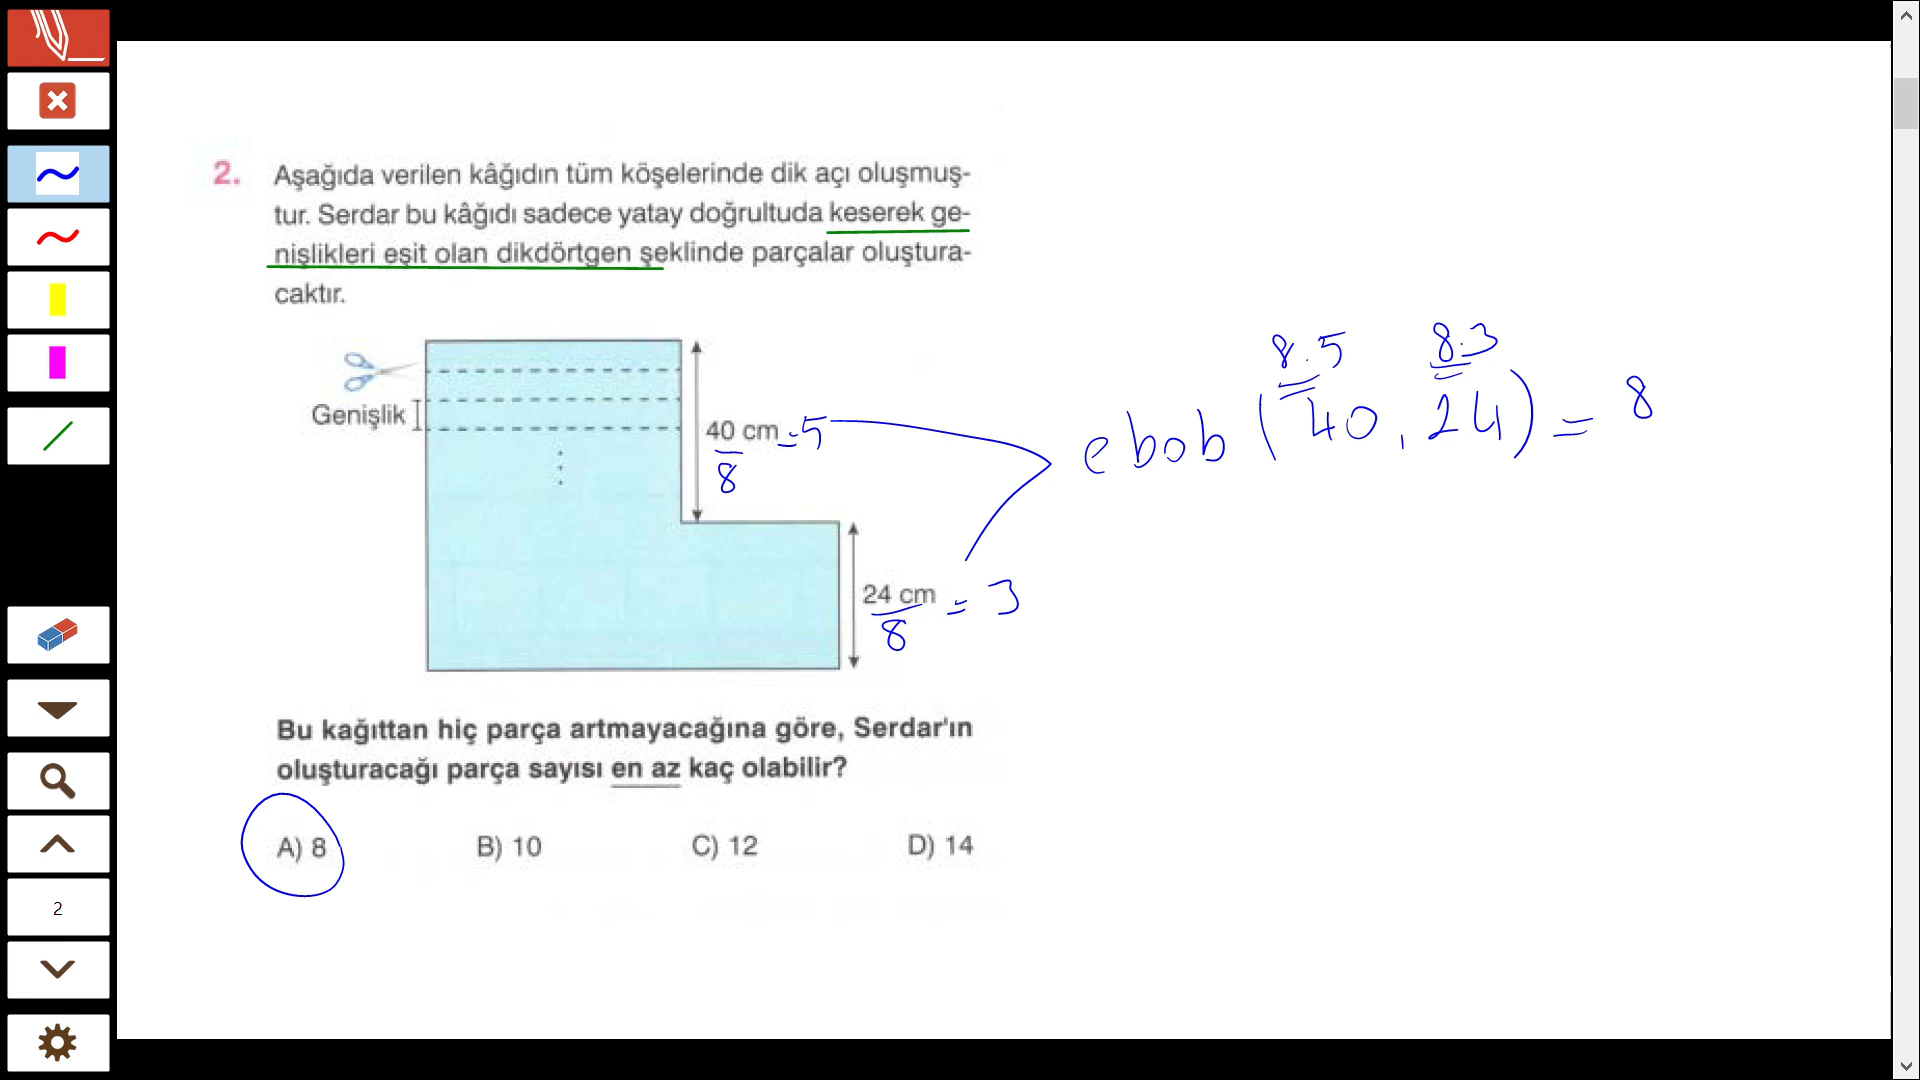 2. Aşağıda verilen kâğıdın tüm köşelerinde dik açı oluşmuş-
tur. Serdar bu kâğıdı sadece yatay doğrultuda keserek ge-
nişlikleri eşit olan dikdörtgen şeklinde parçalar oluştura-
caktır.
8.5 8.3
ebob (40, 24) = 8
Genişlik
40 cm = 5
8
24 cm = 3
8
Bu kağıttan hiç parça artmayacağına göre, Serdar'ın
oluşturacağı parça sayısı en az kaç olabilir?
A) 8 B) 10 C) 12 D) 14
2